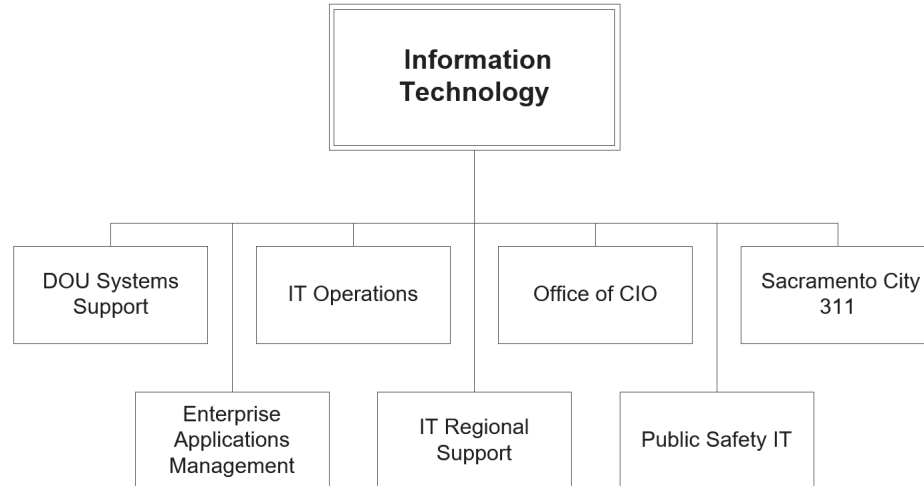 Information
Technology
DOU Systems
Support
IT Operations
Office of CIO
Sacramento City
311
Enterprise
Applications
Management
IT Regional
Support
Public Safety IT